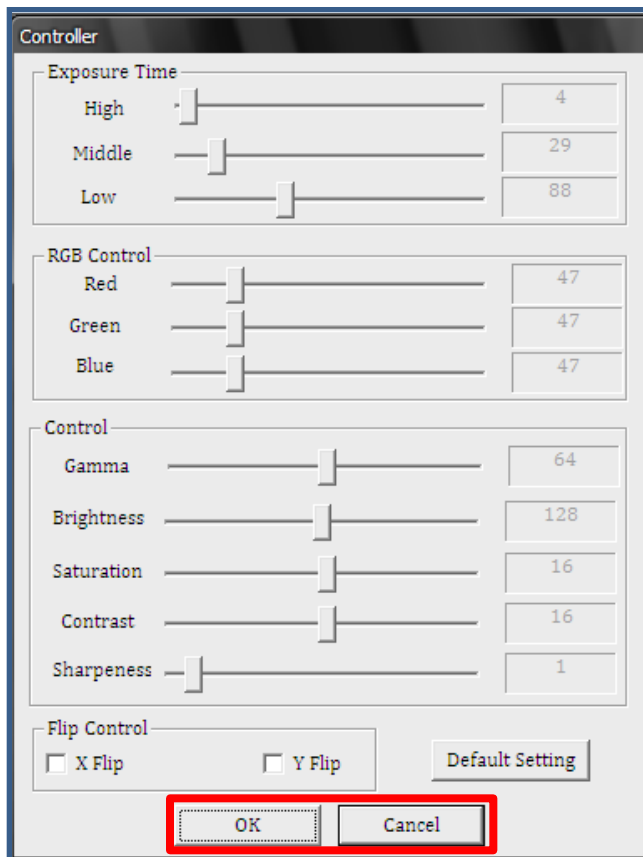 Controller
Exposure Time
High 4
Middle 29
Low 88
RGB Control
Red 47
Green 47
Blue 47
Control
Gamma 64
Brightness 128
Saturation 16
Contrast 16
Sharpeness 1
Flip Control
X Flip Y Flip Default Setting
OK Cancel